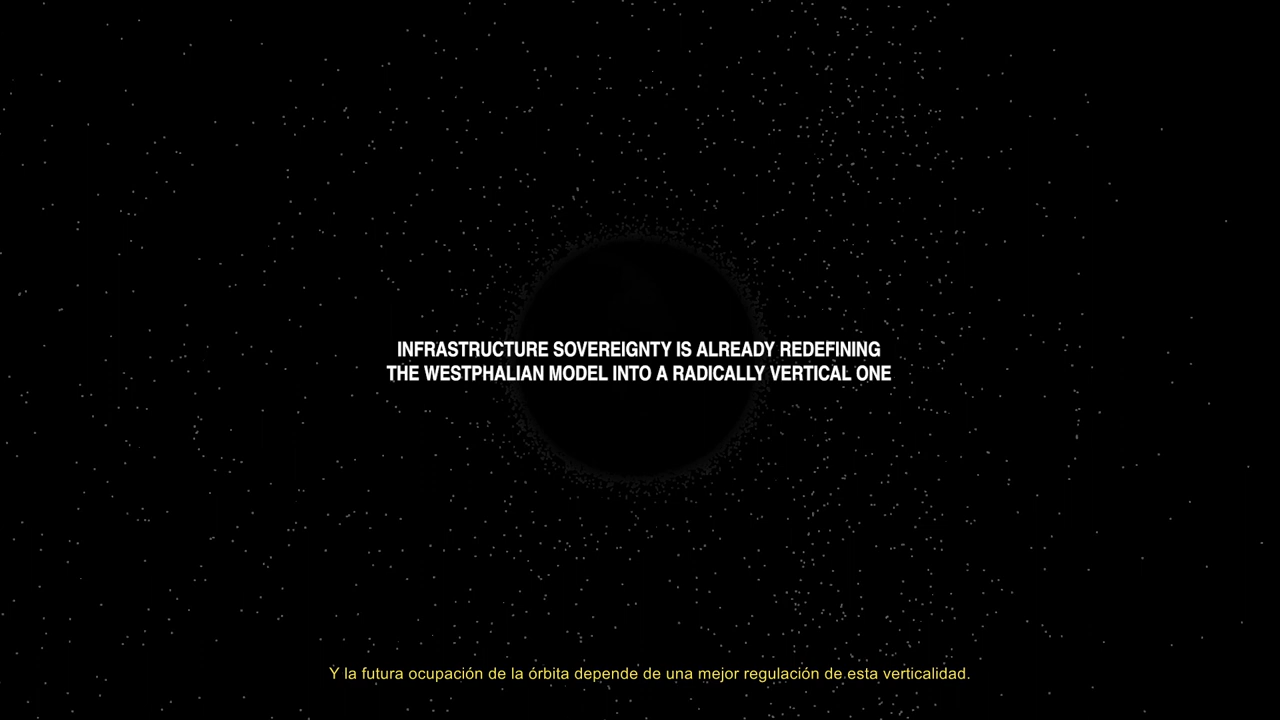 INFRASTRUCTURE SOVEREIGNTY IS ALREADY REDEFINING
THE WESTPHALIAN MODEL INTO A RADICALLY VERTICAL ONE
Y la futura ocupación de la órbita depende de una mejor regulación de esta verticalidad.